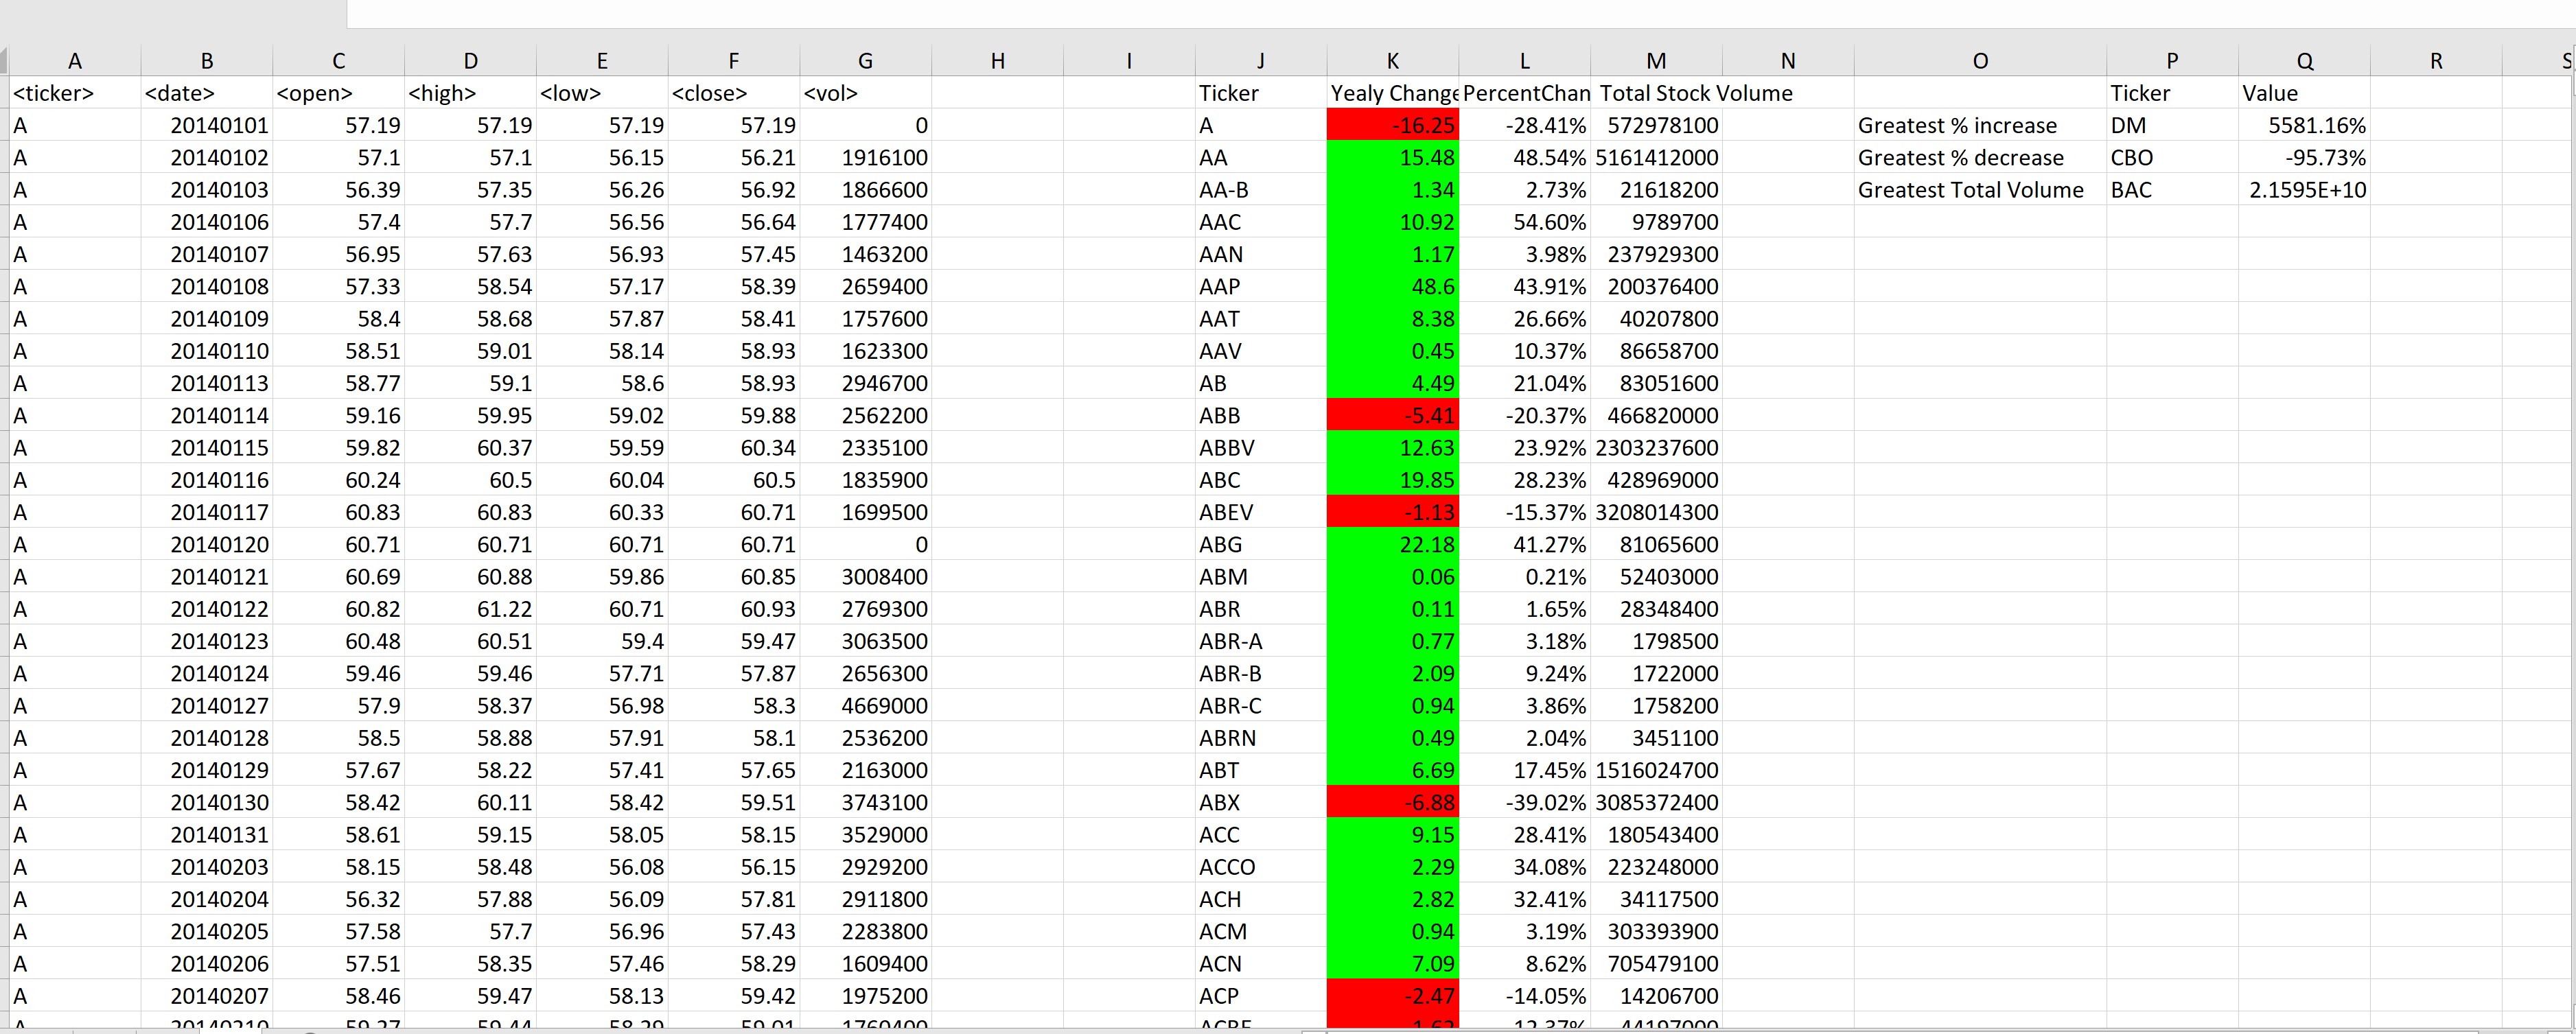 A B C D E F G H I J K L M N O P Q R S
<ticker> <date> <open> <high> <low> <close> <vol> Ticker Yealy Change PercentChan Total Stock Volume Ticker Value
A 20140101 57.19 57.19 57.19 57.19 0 A -16.25 -28.41% 572978100 Greatest % increase DM 5581.16%
A 20140102 57.1 57.1 56.15 56.21 1916100 AA 15.48 48.54% 5161412000 Greatest % decrease CBO -95.73%
A 20140103 56.39 57.35 56.26 56.92 1866600 AA-B 1.34 2.73% 21618200 Greatest Total Volume BAC 2.1595E+10
A 20140106 57.4 57.7 56.56 56.64 1777400 AAC 10.92 54.60% 9789700
A 20140107 56.95 57.63 56.93 57.45 1463200 AAN 1.17 3.98% 237929300
A 20140108 57.33 58.54 57.17 58.39 2659400 AAP 48.6 43.91% 200376400
A 20140109 58.4 58.68 57.87 58.41 1757600 AAT 8.38 26.66% 40207800
A 20140110 58.51 59.01 58.14 58.93 1623300 AAV 0.45 10.37% 86658700
A 20140113 58.77 59.1 58.6 58.93 2946700 AB 4.49 21.04% 83051600
A 20140114 59.16 59.95 59.02 59.88 2562200 ABB -5.41 -20.37% 466820000
A 20140115 59.82 60.37 59.59 60.34 2335100 ABBV 12.63 23.92% 2303237600
A 20140116 60.24 60.5 60.04 60.5 1835900 ABC 19.85 28.23% 428969000
A 20140117 60.83 60.83 60.33 60.71 1699500 ABEV -1.13 -15.37% 3208014300
A 20140120 60.71 60.71 60.71 60.71 0 ABG 22.18 41.27% 81065600
A 20140121 60.69 60.88 59.86 60.85 3008400 ABM 0.06 0.21% 52403000
A 20140122 60.82 61.22 60.71 60.93 2769300 ABR 0.11 1.65% 28348400
A 20140123 60.48 60.51 59.4 59.47 3063500 ABR-A 0.77 3.18% 1798500
A 20140124 59.46 59.46 57.71 57.87 2656300 ABR-B 2.09 9.24% 1722000
A 20140127 57.9 58.37 56.98 58.3 4669000 ABR-C 0.94 3.86% 1758200
A 20140128 58.5 58.88 57.91 58.1 2536200 ABRN 0.49 2.04% 3451100
A 20140129 57.67 58.22 57.41 57.65 2163000 ABT 6.69 17.45% 1516024700
A 20140130 58.42 60.11 58.42 59.51 3743100 ABX -6.88 -39.02% 3085372400
A 20140131 58.61 59.15 58.05 58.15 3529000 ACC 9.15 28.41% 180543400
A 20140203 58.15 58.48 56.08 56.15 2929200 ACCO 2.29 34.08% 223248000
A 20140204 56.32 57.88 56.09 57.81 2911800 ACH 2.82 32.41% 34117500
A 20140205 57.58 57.7 56.96 57.43 2283800 ACM 0.94 3.19% 303393900
A 20140206 57.51 58.35 57.46 58.29 1609400 ACN 7.09 8.62% 705479100
A 20140207 58.46 59.47 58.13 59.42 1975200 ACP -2.47 -14.05% 14206700